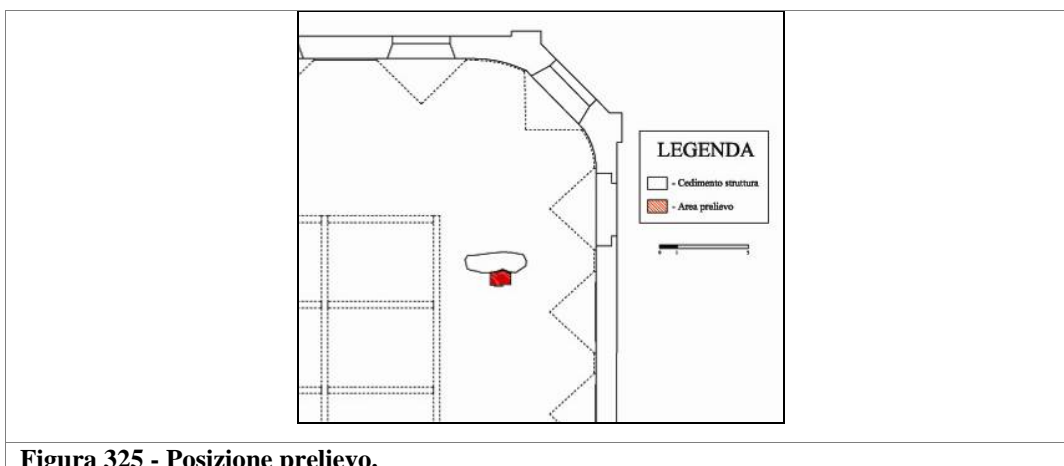 LEGENDA
- Cedimento struttura
- Area prelievo
0 1 5
Figura 325 - Posizione prelievo.